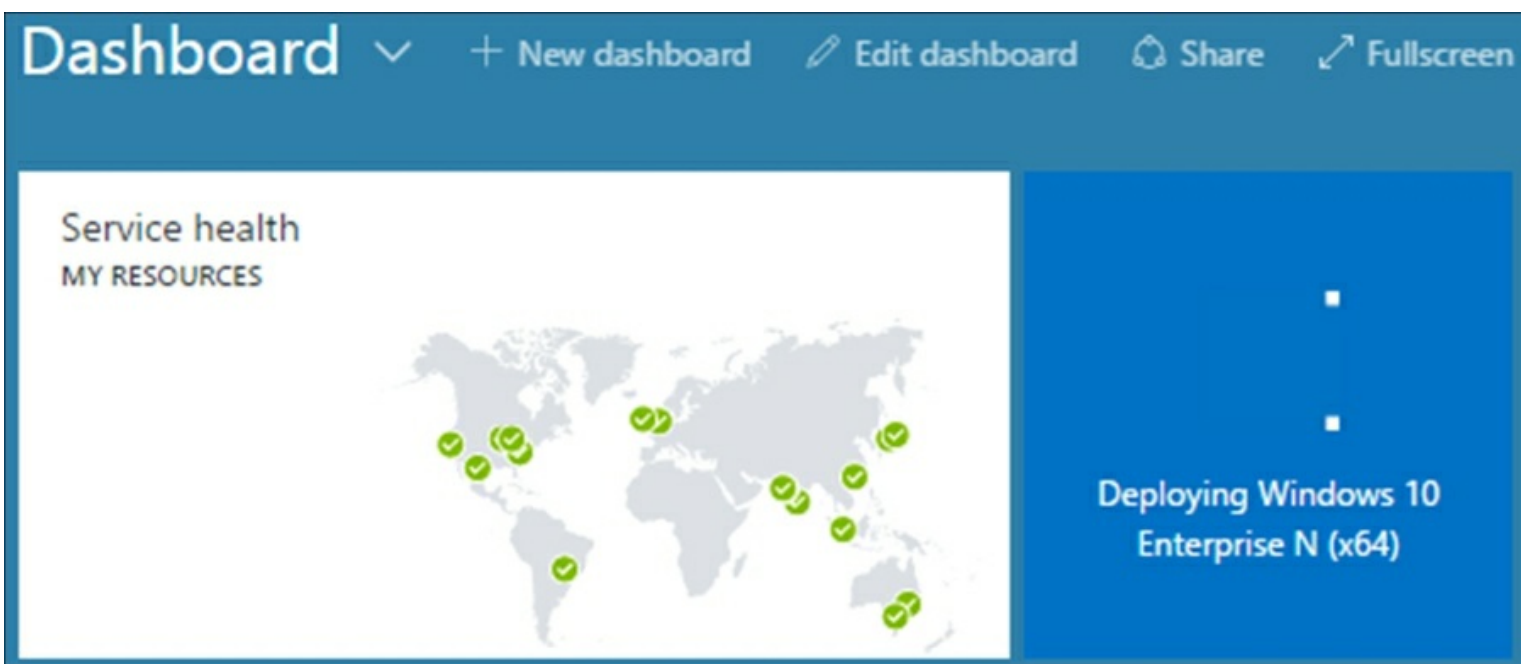 Dashboard New dashboard Edit dashboard Share Fullscreen
Service health
MY RESOURCES
Deploying Windows 10
Enterprise N (x64)